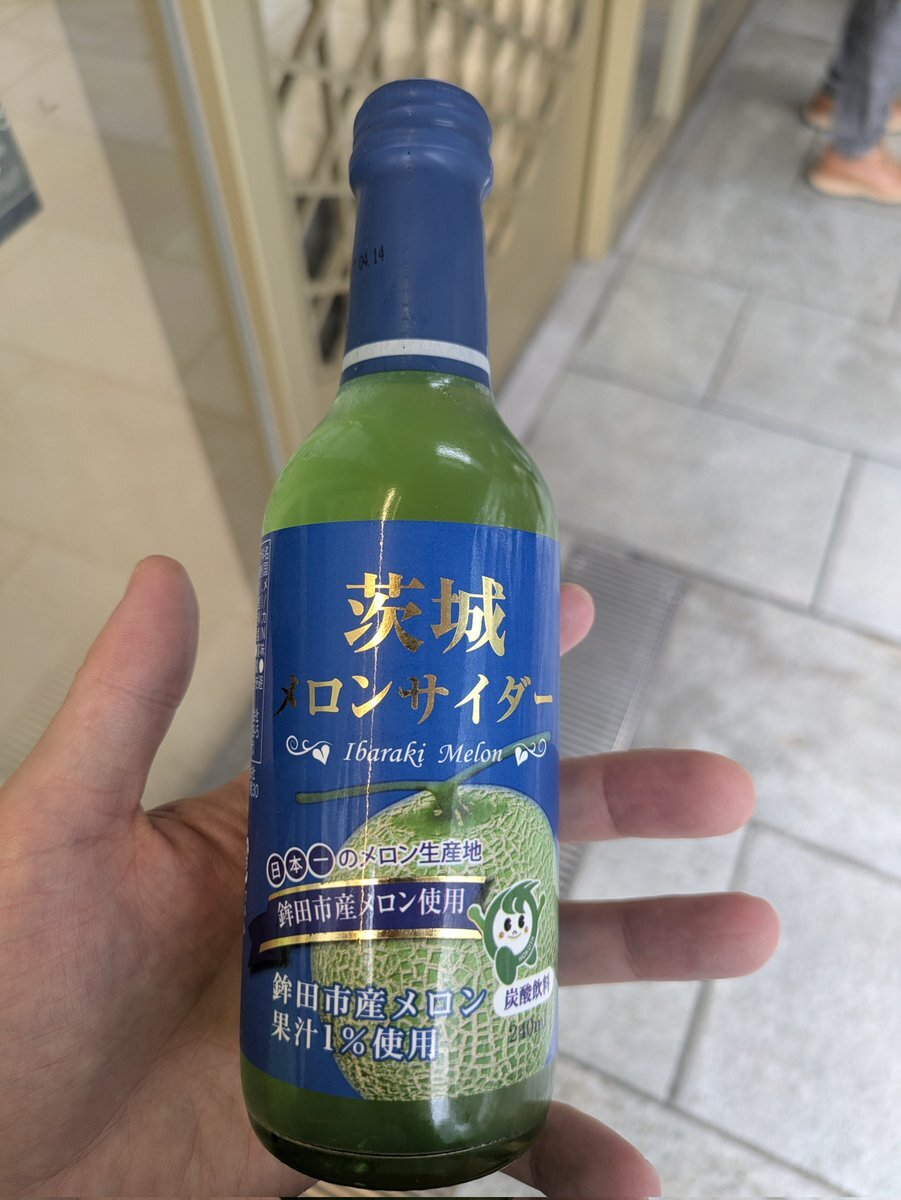 04.14
茨城
メロンサイダー
Ibaraki Melon
日本一のメロン生産地
鉾田市産メロン使用
鉾田市産メロン
果汁1%使用
炭酸飲料
240ml